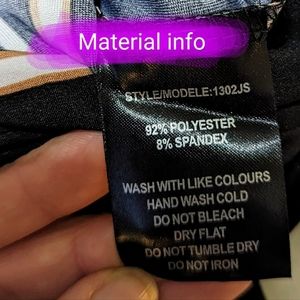 Material info
STYLE/MODELE:1302JS
92% POLYESTER
8% SPANDEX
WASH WITH LIKE COLOURS
HAND WASH COLD
DO NOT BLEACH
DRY FLAT
DO NOT TUMBLE DRY
DO NOT IRON